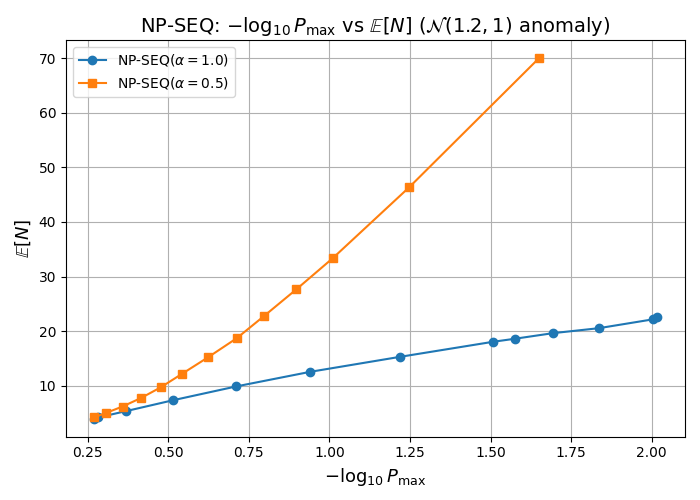 NP-SEQ: −log₁₀ P_max vs 𝔼[N] (𝒩(1.2, 1) anomaly)
NP-SEQ(α = 1.0)
NP-SEQ(α = 0.5)
𝔼[N]
70
60
50
40
30
20
10
0.25 0.50 0.75 1.00 1.25 1.50 1.75 2.00
−log₁₀ P_max